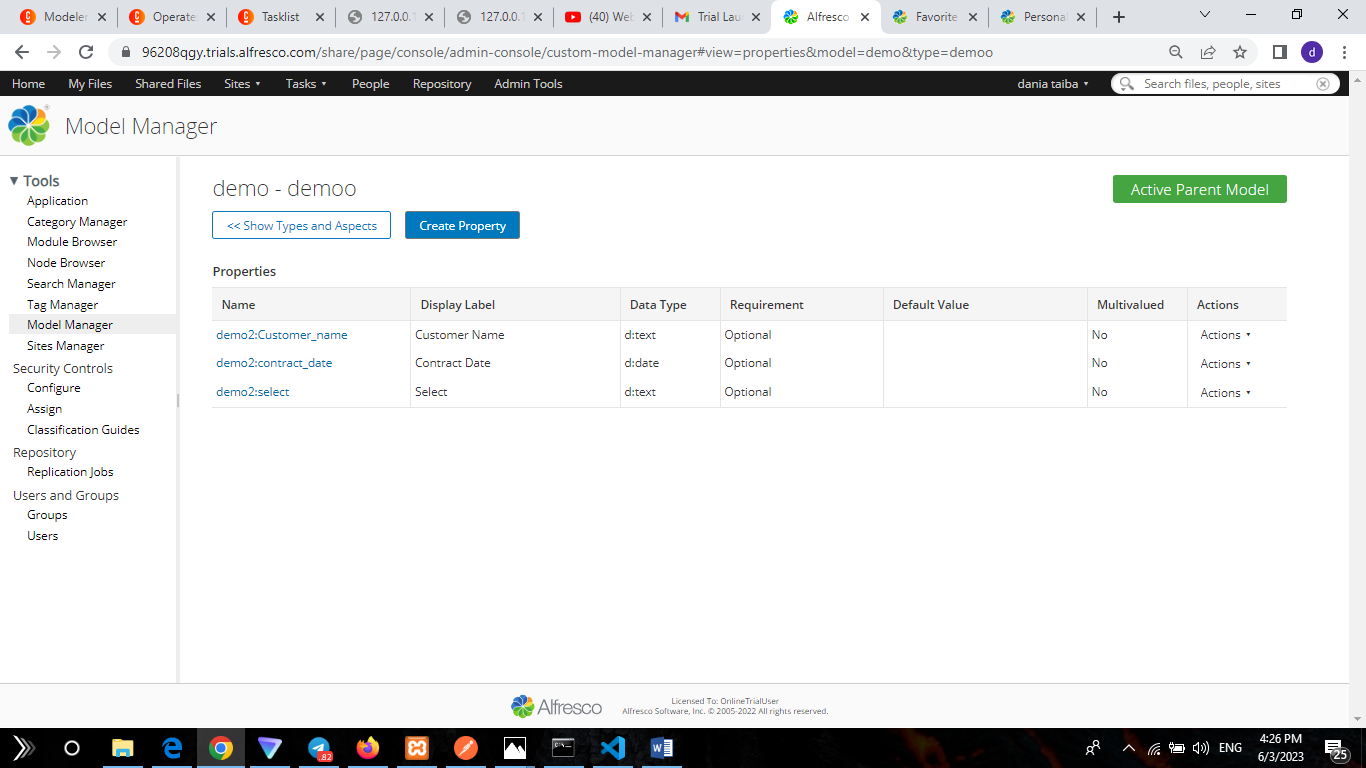 Modeler
Operate
Tasklist
127.0.0.1
127.0.0.1
(40) Web
Trial Lau
Alfresco
Favorite
Personal
96208qgy.trials.alfresco.com/share/page/console/admin-console/custom-model-manager#view=properties&model=demo&type=demoo
d
Home My Files Shared Files Sites Tasks People Repository Admin Tools dania taiba Search files, people, sites
Model Manager
Tools
Application
Category Manager
Module Browser
Node Browser
Search Manager
Tag Manager
Model Manager
Sites Manager
Security Controls
Configure
Assign
Classification Guides
Repository
Replication Jobs
Users and Groups
Groups
Users
demo - demoo
Active Parent Model
<< Show Types and Aspects
Create Property
Properties
Name Display Label Data Type Requirement Default Value Multivalued Actions
demo2:Customer_name Customer Name d:text Optional No Actions
demo2:contract_date Contract Date d:date Optional No Actions
demo2:select Select d:text Optional No Actions
Alfresco
Licensed To: OnlineTrialUser
Alfresco Software, Inc. © 2005-2022 All rights reserved.
.82
ENG
4:26 PM
6/3/2023
25